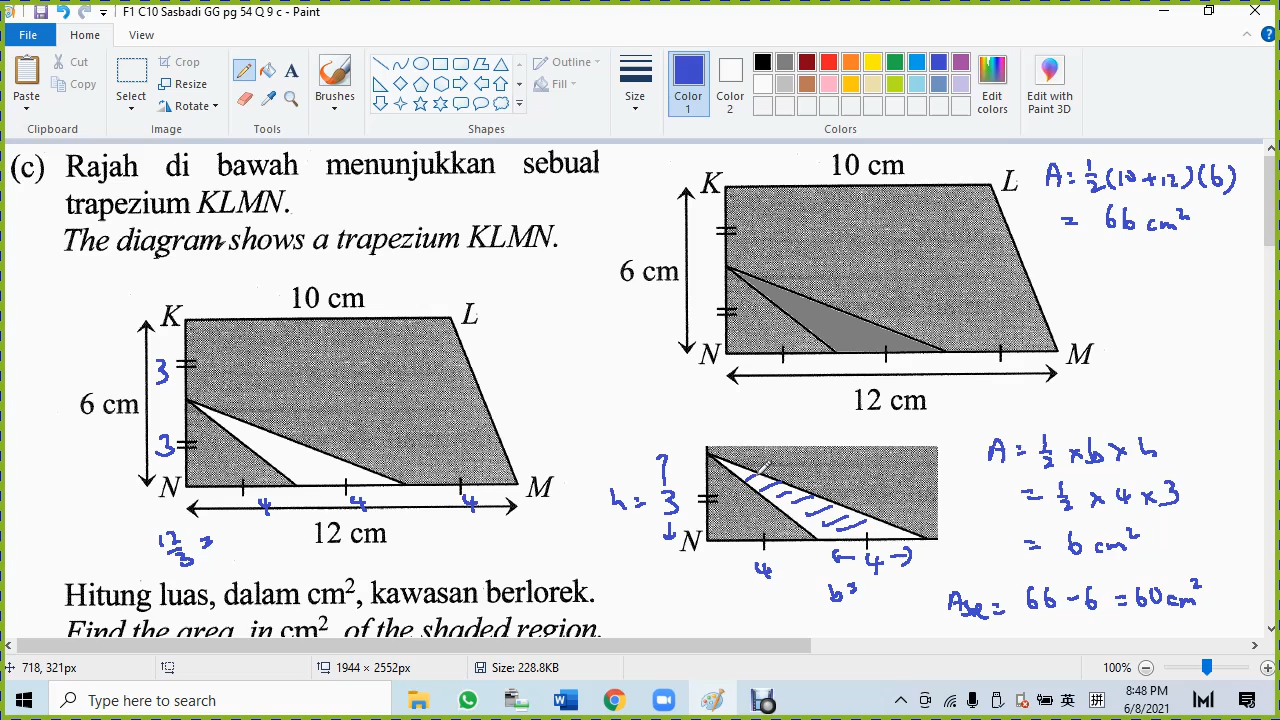 F1 C10 Sasbadi GG pg 54 Q 9 c - Paint
File
Home
View
Paste
Cut
Copy
Clipboard
Select
Crop
Resize
Rotate
Image
A
Tools
Brushes
Outline
Fill
Shapes
Size
Color 1
Color 2
Colors
Edit colors
Edit with Paint 3D
(c) Rajah di bawah menunjukkan sebual
trapezium KLMN.
The diagram shows a trapezium KLMN.
10 cm
K
L
3
6 cm
3
N
M
4
4
4
12 cm
12/3 =
Hitung luas, dalam cm², kawasan berlorek.
Find the area, in cm², of the shaded region.
10 cm
K
L
6 cm
N
M
12 cm
A = 1/2 (10 + 12) (6)
= 66 cm²
h = 3
N
4
4
b =
A = 1/2 × b × h
= 1/2 × 4 × 3
= 6 cm²
66 - 6 = 60 cm²
718, 321px
1944 × 2552px
Size: 228.8KB
100%
Type here to search
英
拼
8:48 PM
6/8/2021